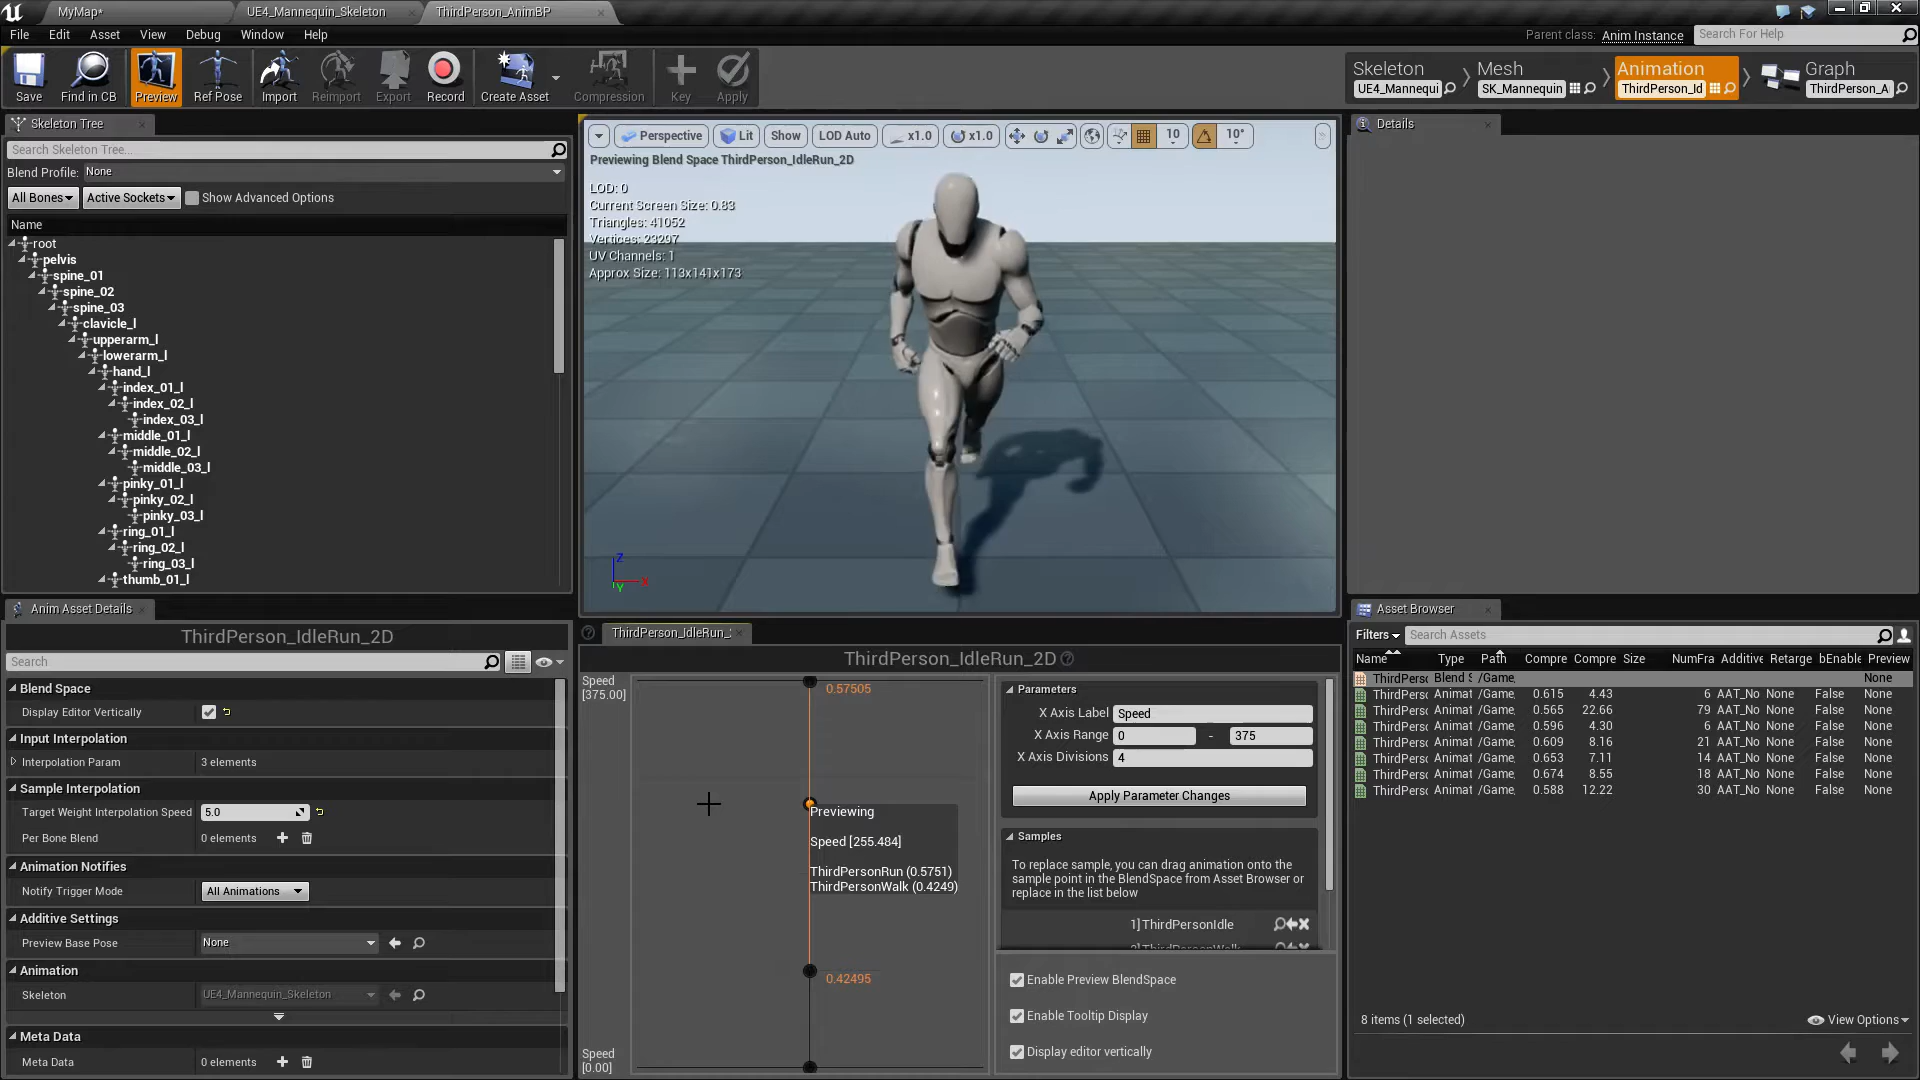 MyMap*
UE4_Mannequin_Skeleton
ThirdPerson_AnimBP
File Edit Asset View Debug Window Help
Parent class: Anim Instance
Search For Help
Save
Find in CB
Preview
Ref Pose
Import
Reimport
Export
Record
Create Asset
Compression
Key
Apply
Skeleton
UE4_Mannequi
Mesh
SK_Mannequin
Animation
ThirdPerson_Id
Graph
ThirdPerson_A
Skeleton Tree
Search Skeleton Tree...
Blend Profile: None
All Bones
Active Sockets
Show Advanced Options
Name
root
pelvis
spine_01
spine_02
spine_03
clavicle_l
upperarm_l
lowerarm_l
hand_l
index_01_l
index_02_l
index_03_l
middle_01_l
middle_02_l
middle_03_l
pinky_01_l
pinky_02_l
pinky_03_l
ring_01_l
ring_02_l
ring_03_l
thumb_01_l
Perspective Lit Show LOD Auto x1.0 x1.0 10 10°
Previewing Blend Space ThirdPerson_IdleRun_2D
LOD: 0
Current Screen Size: 0.83
Triangles: 41052
Vertices: 23297
UV Channels: 1
Approx Size: 113x141x173
Z
X
Y
Details
Anim Asset Details
ThirdPerson_IdleRun_2D
Search
Blend Space
Display Editor Vertically
Input Interpolation
Interpolation Param 3 elements
Sample Interpolation
Target Weight Interpolation Speed 5.0
Per Bone Blend 0 elements
Animation Notifies
Notify Trigger Mode All Animations
Additive Settings
Preview Base Pose None
Animation
Skeleton UE4_Mannequin_Skeleton
Meta Data
Meta Data 0 elements
ThirdPerson_IdleRun_:
ThirdPerson_IdleRun_2D
Speed
[375.00]
0.57505
Previewing
Speed [255.484]
ThirdPersonRun (0.5751)
ThirdPersonWalk (0.4249)
0.42495
Speed
[0.00]
Parameters
X Axis Label Speed
X Axis Range 0 - 375
X Axis Divisions 4
Apply Parameter Changes
Samples
To replace sample, you can drag animation onto the
sample point in the BlendSpace from Asset Browser or
replace in the list below
1]ThirdPersonIdle
2]ThirdPersonWalk
Enable Preview BlendSpace
Enable Tooltip Display
Display editor vertically
Asset Browser
Filters
Search Assets
Name Type Path Compre Compre Size NumFra Additive Retarge bEnable Preview
ThirdPerso Blend S /Game, None
ThirdPerso Animat /Game, 0.615 4.43 6 AAT_No None False None
ThirdPerso Animat /Game, 0.565 22.66 79 AAT_No None False None
ThirdPerso Animat /Game, 0.596 4.30 6 AAT_No None False None
ThirdPerso Animat /Game, 0.609 8.16 21 AAT_No None False None
ThirdPerso Animat /Game, 0.653 7.11 14 AAT_No None False None
ThirdPerso Animat /Game, 0.674 8.55 18 AAT_No None False None
ThirdPerso Animat /Game, 0.588 12.22 30 AAT_No None False None
8 items (1 selected)
View Options